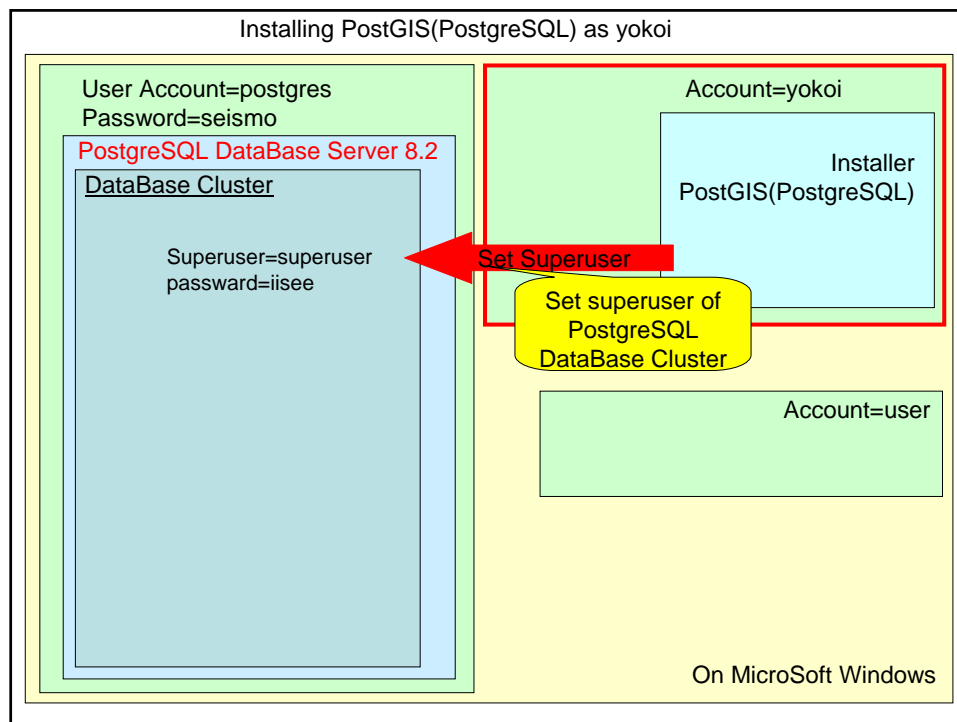 Installing PostGIS(PostgreSQL) as yokoi
User Account=postgres
Password=seismo
PostgreSQL DataBase Server 8.2
DataBase Cluster
Superuser=superuser
passward=iisee
Account=yokoi
Installer
PostGIS(PostgreSQL)
Set Superuser
Set superuser of
PostgreSQL
DataBase Cluster
Account=user
On MicroSoft Windows